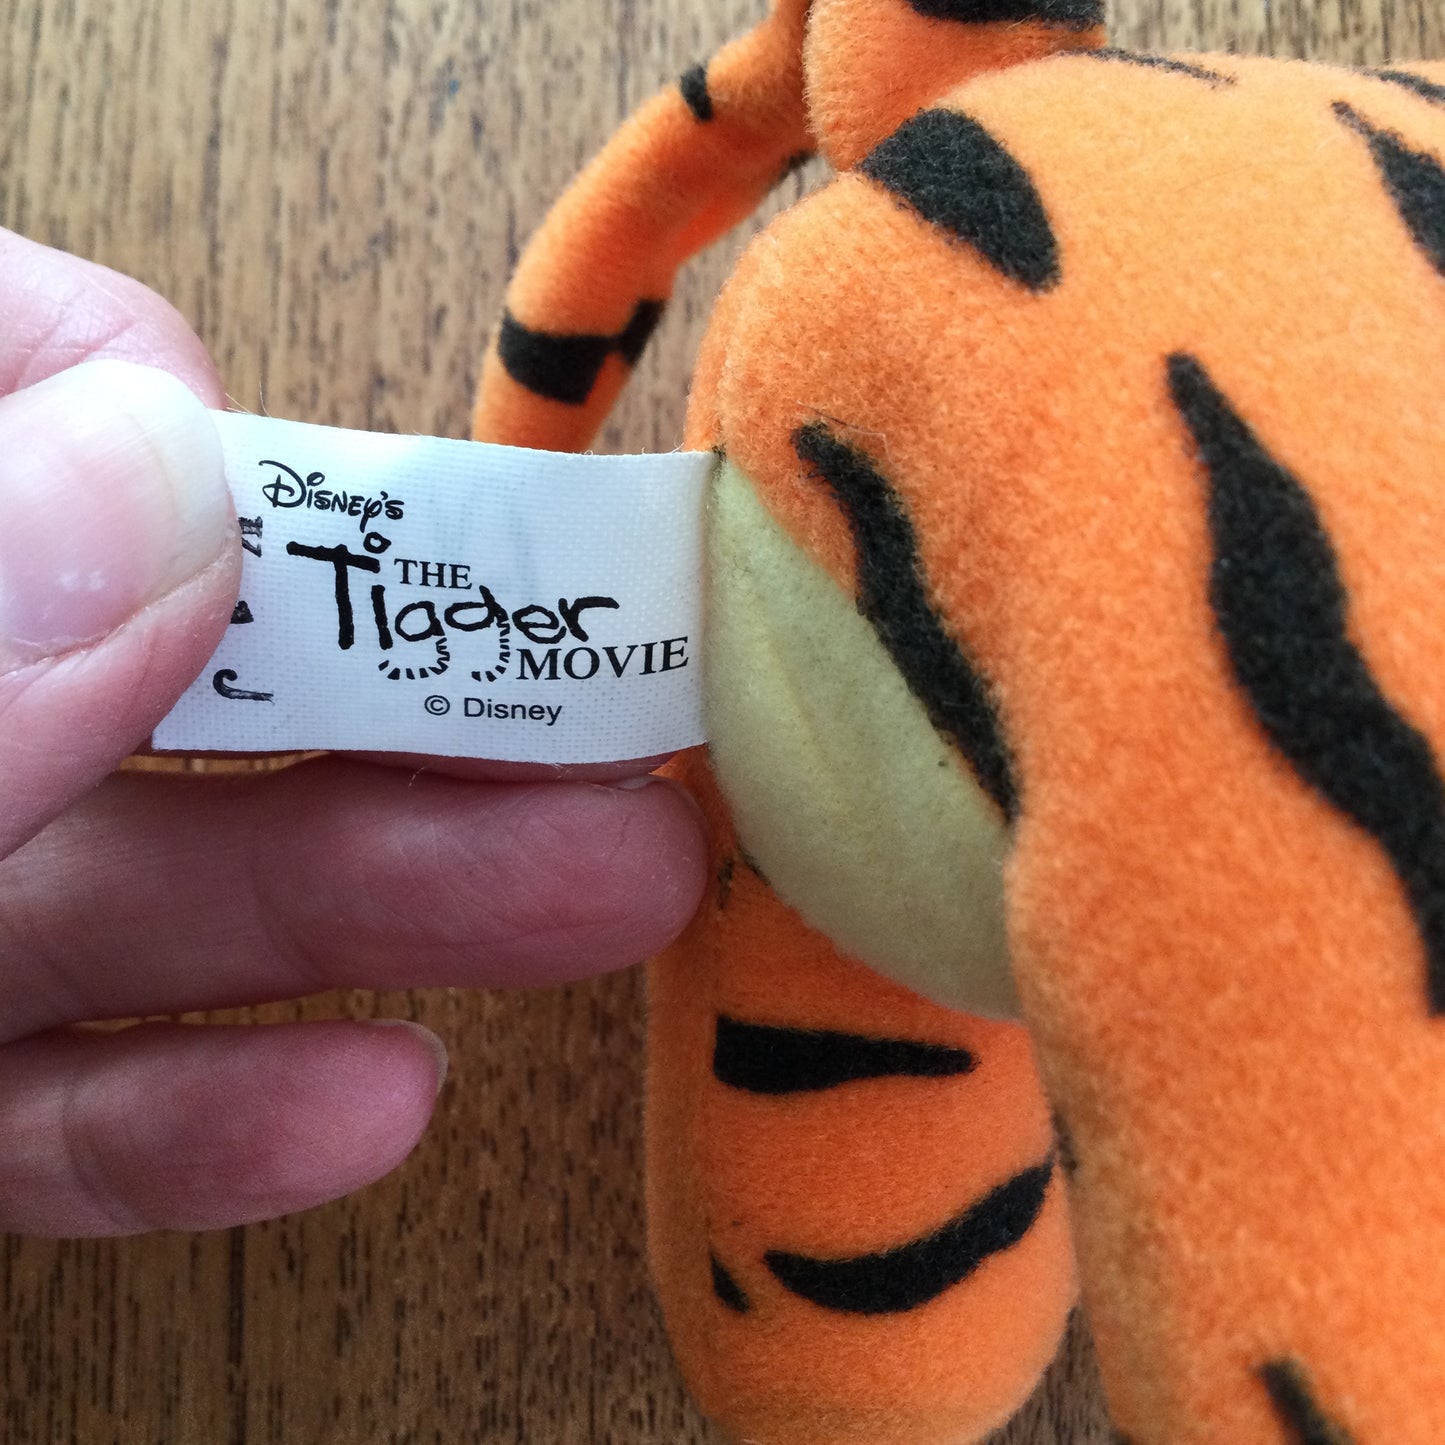 Disney's
THE
Tigger
MOVIE
© Disney